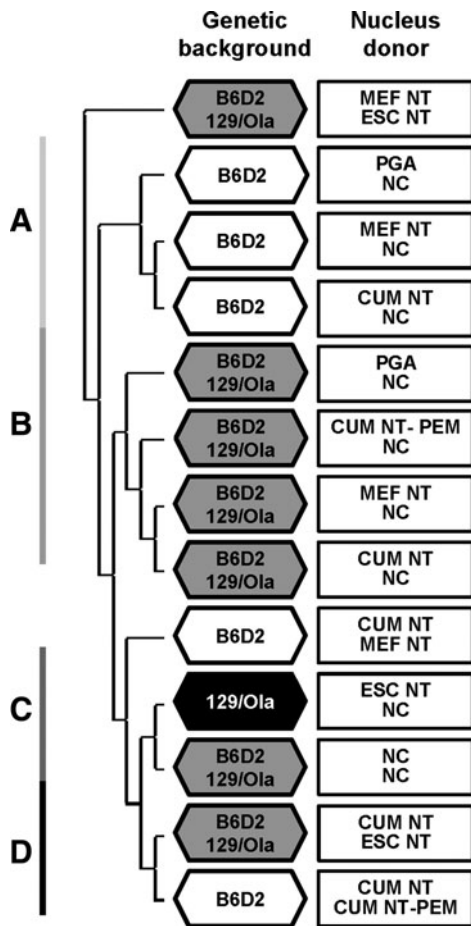 Genetic Nucleus
background donor
B6D2 MEF NT
129/Ola ESC NT
PGA
B6D2
NC
A
MEF NT
B6D2
NC
CUM NT
B6D2
NC
B6D2 PGA
129/Ola NC
B
B6D2 CUM NT- PEM
129/Ola NC
B6D2 MEF NT
129/Ola NC
B6D2 CUM NT
129/Ola NC
CUM NT
B6D2
MEF NT
C
ESC NT
129/Ola
NC
B6D2 NC
129/Ola NC
B6D2 CUM NT
129/Ola ESC NT
D
CUM NT
B6D2
CUM NT-PEM